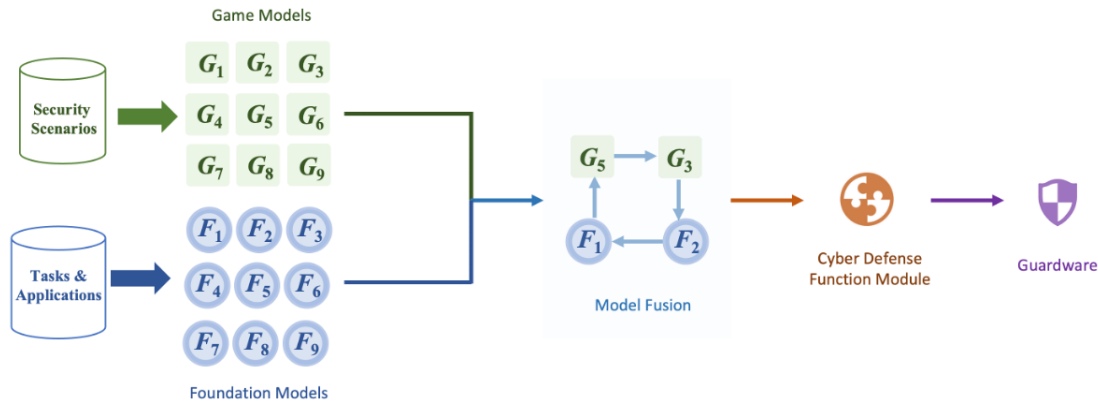 Game Models
Security
Scenarios
G1 G2 G3
G4 G5 G6
G7 G8 G9
Tasks &
Applications
F1 F2 F3
F4 F5 F6
F7 F8 F9
Foundation Models
G5 G3
F1 F2
Model Fusion
Cyber Defense
Function Module
Guardware